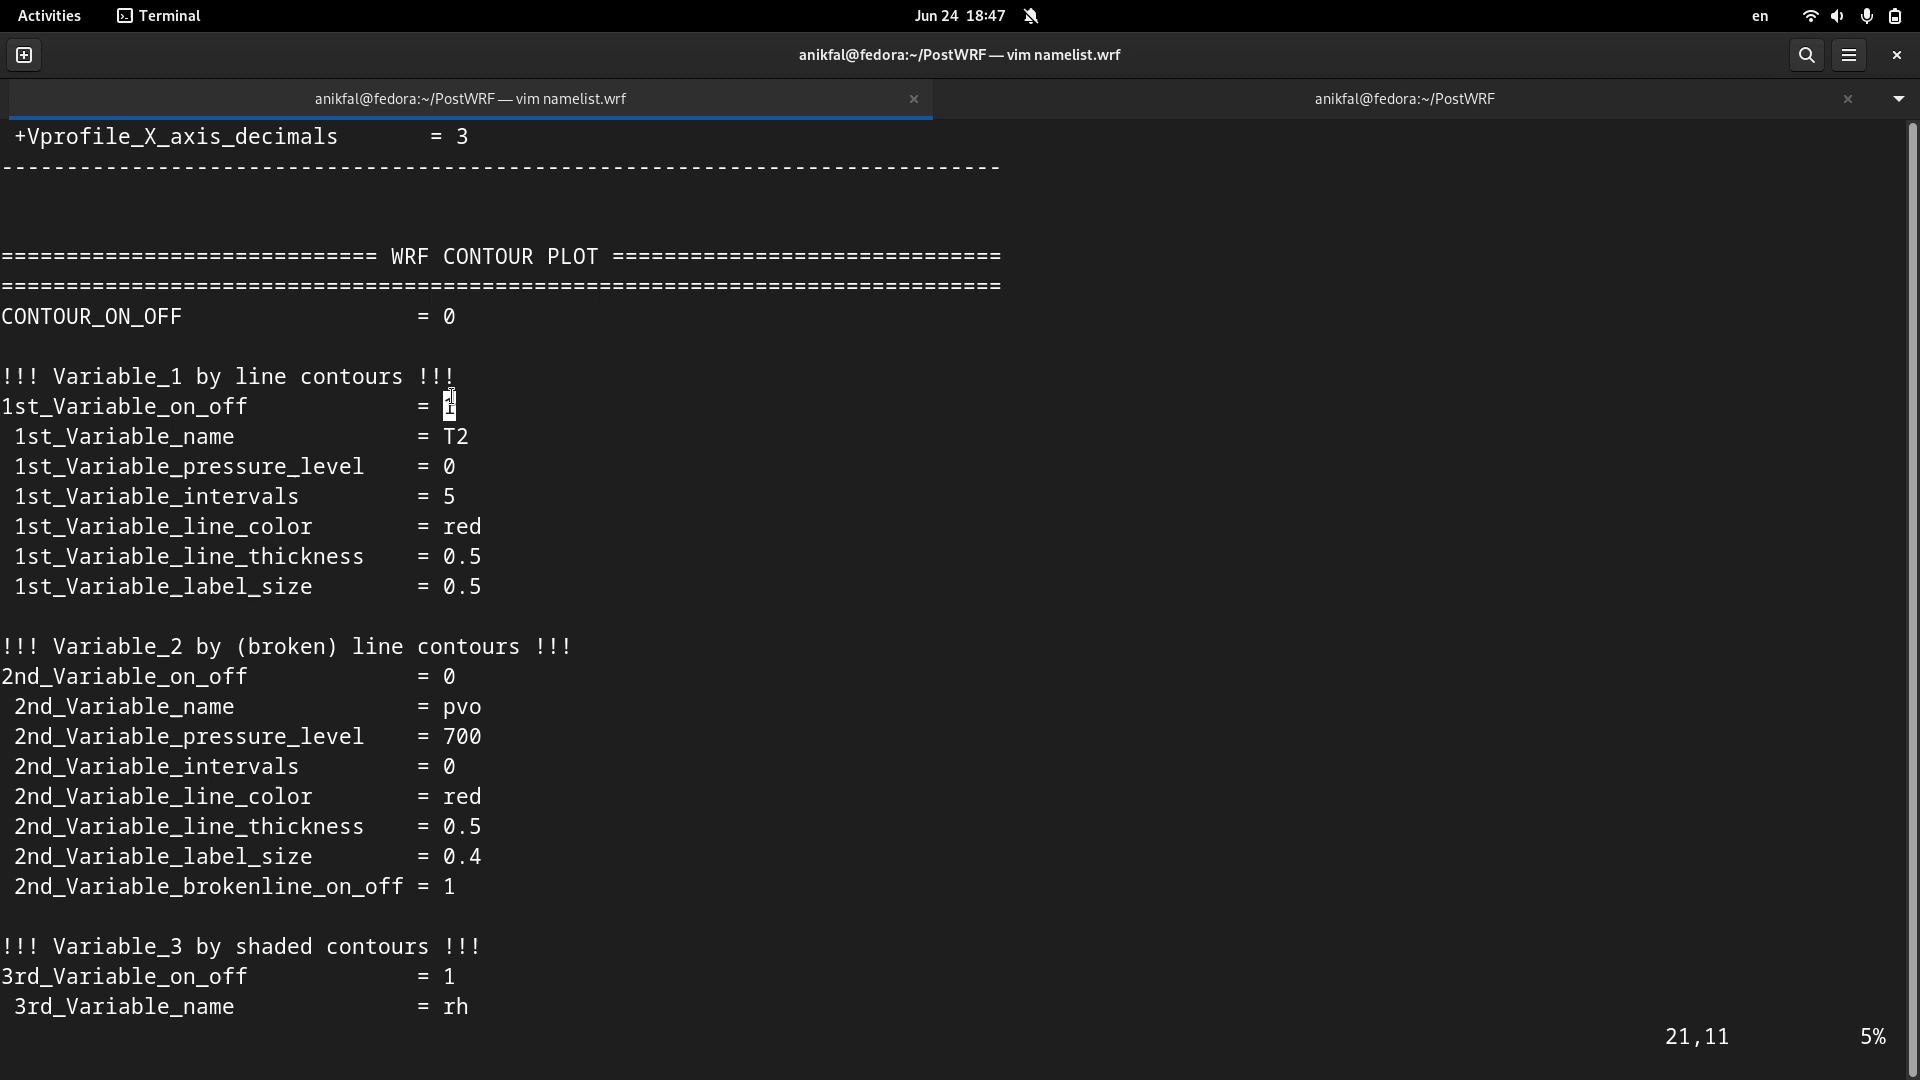 Activities Terminal Jun 24 18:47 en
anikfal@fedora:~/PostWRF — vim namelist.wrf
anikfal@fedora:~/PostWRF — vim namelist.wrf × anikfal@fedora:~/PostWRF ×
+Vprofile_X_axis_decimals = 3
-----------------------------------------------------------------------------
============================= WRF CONTOUR PLOT ==============================
=============================================================================
CONTOUR_ON_OFF = 0
!!! Variable_1 by line contours !!!
1st_Variable_on_off = 1
1st_Variable_name = T2
1st_Variable_pressure_level = 0
1st_Variable_intervals = 5
1st_Variable_line_color = red
1st_Variable_line_thickness = 0.5
1st_Variable_label_size = 0.5
!!! Variable_2 by (broken) line contours !!!
2nd_Variable_on_off = 0
2nd_Variable_name = pvo
2nd_Variable_pressure_level = 700
2nd_Variable_intervals = 0
2nd_Variable_line_color = red
2nd_Variable_line_thickness = 0.5
2nd_Variable_label_size = 0.4
2nd_Variable_brokenline_on_off = 1
!!! Variable_3 by shaded contours !!!
3rd_Variable_on_off = 1
3rd_Variable_name = rh
21,11 5%